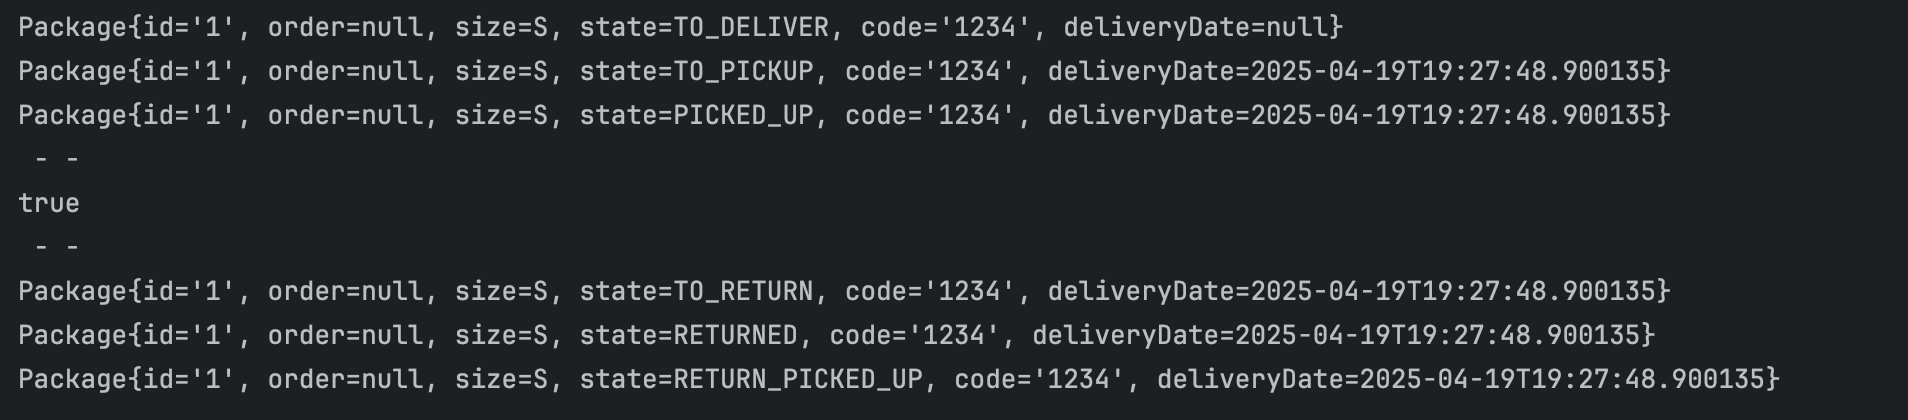 Package{id='1', order=null, size=S, state=TO_DELIVER, code='1234', deliveryDate=null}
Package{id='1', order=null, size=S, state=TO_PICKUP, code='1234', deliveryDate=2025-04-19T19:27:48.900135}
Package{id='1', order=null, size=S, state=PICKED_UP, code='1234', deliveryDate=2025-04-19T19:27:48.900135}
 - -
true
 - -
Package{id='1', order=null, size=S, state=TO_RETURN, code='1234', deliveryDate=2025-04-19T19:27:48.900135}
Package{id='1', order=null, size=S, state=RETURNED, code='1234', deliveryDate=2025-04-19T19:27:48.900135}
Package{id='1', order=null, size=S, state=RETURN_PICKED_UP, code='1234', deliveryDate=2025-04-19T19:27:48.900135}